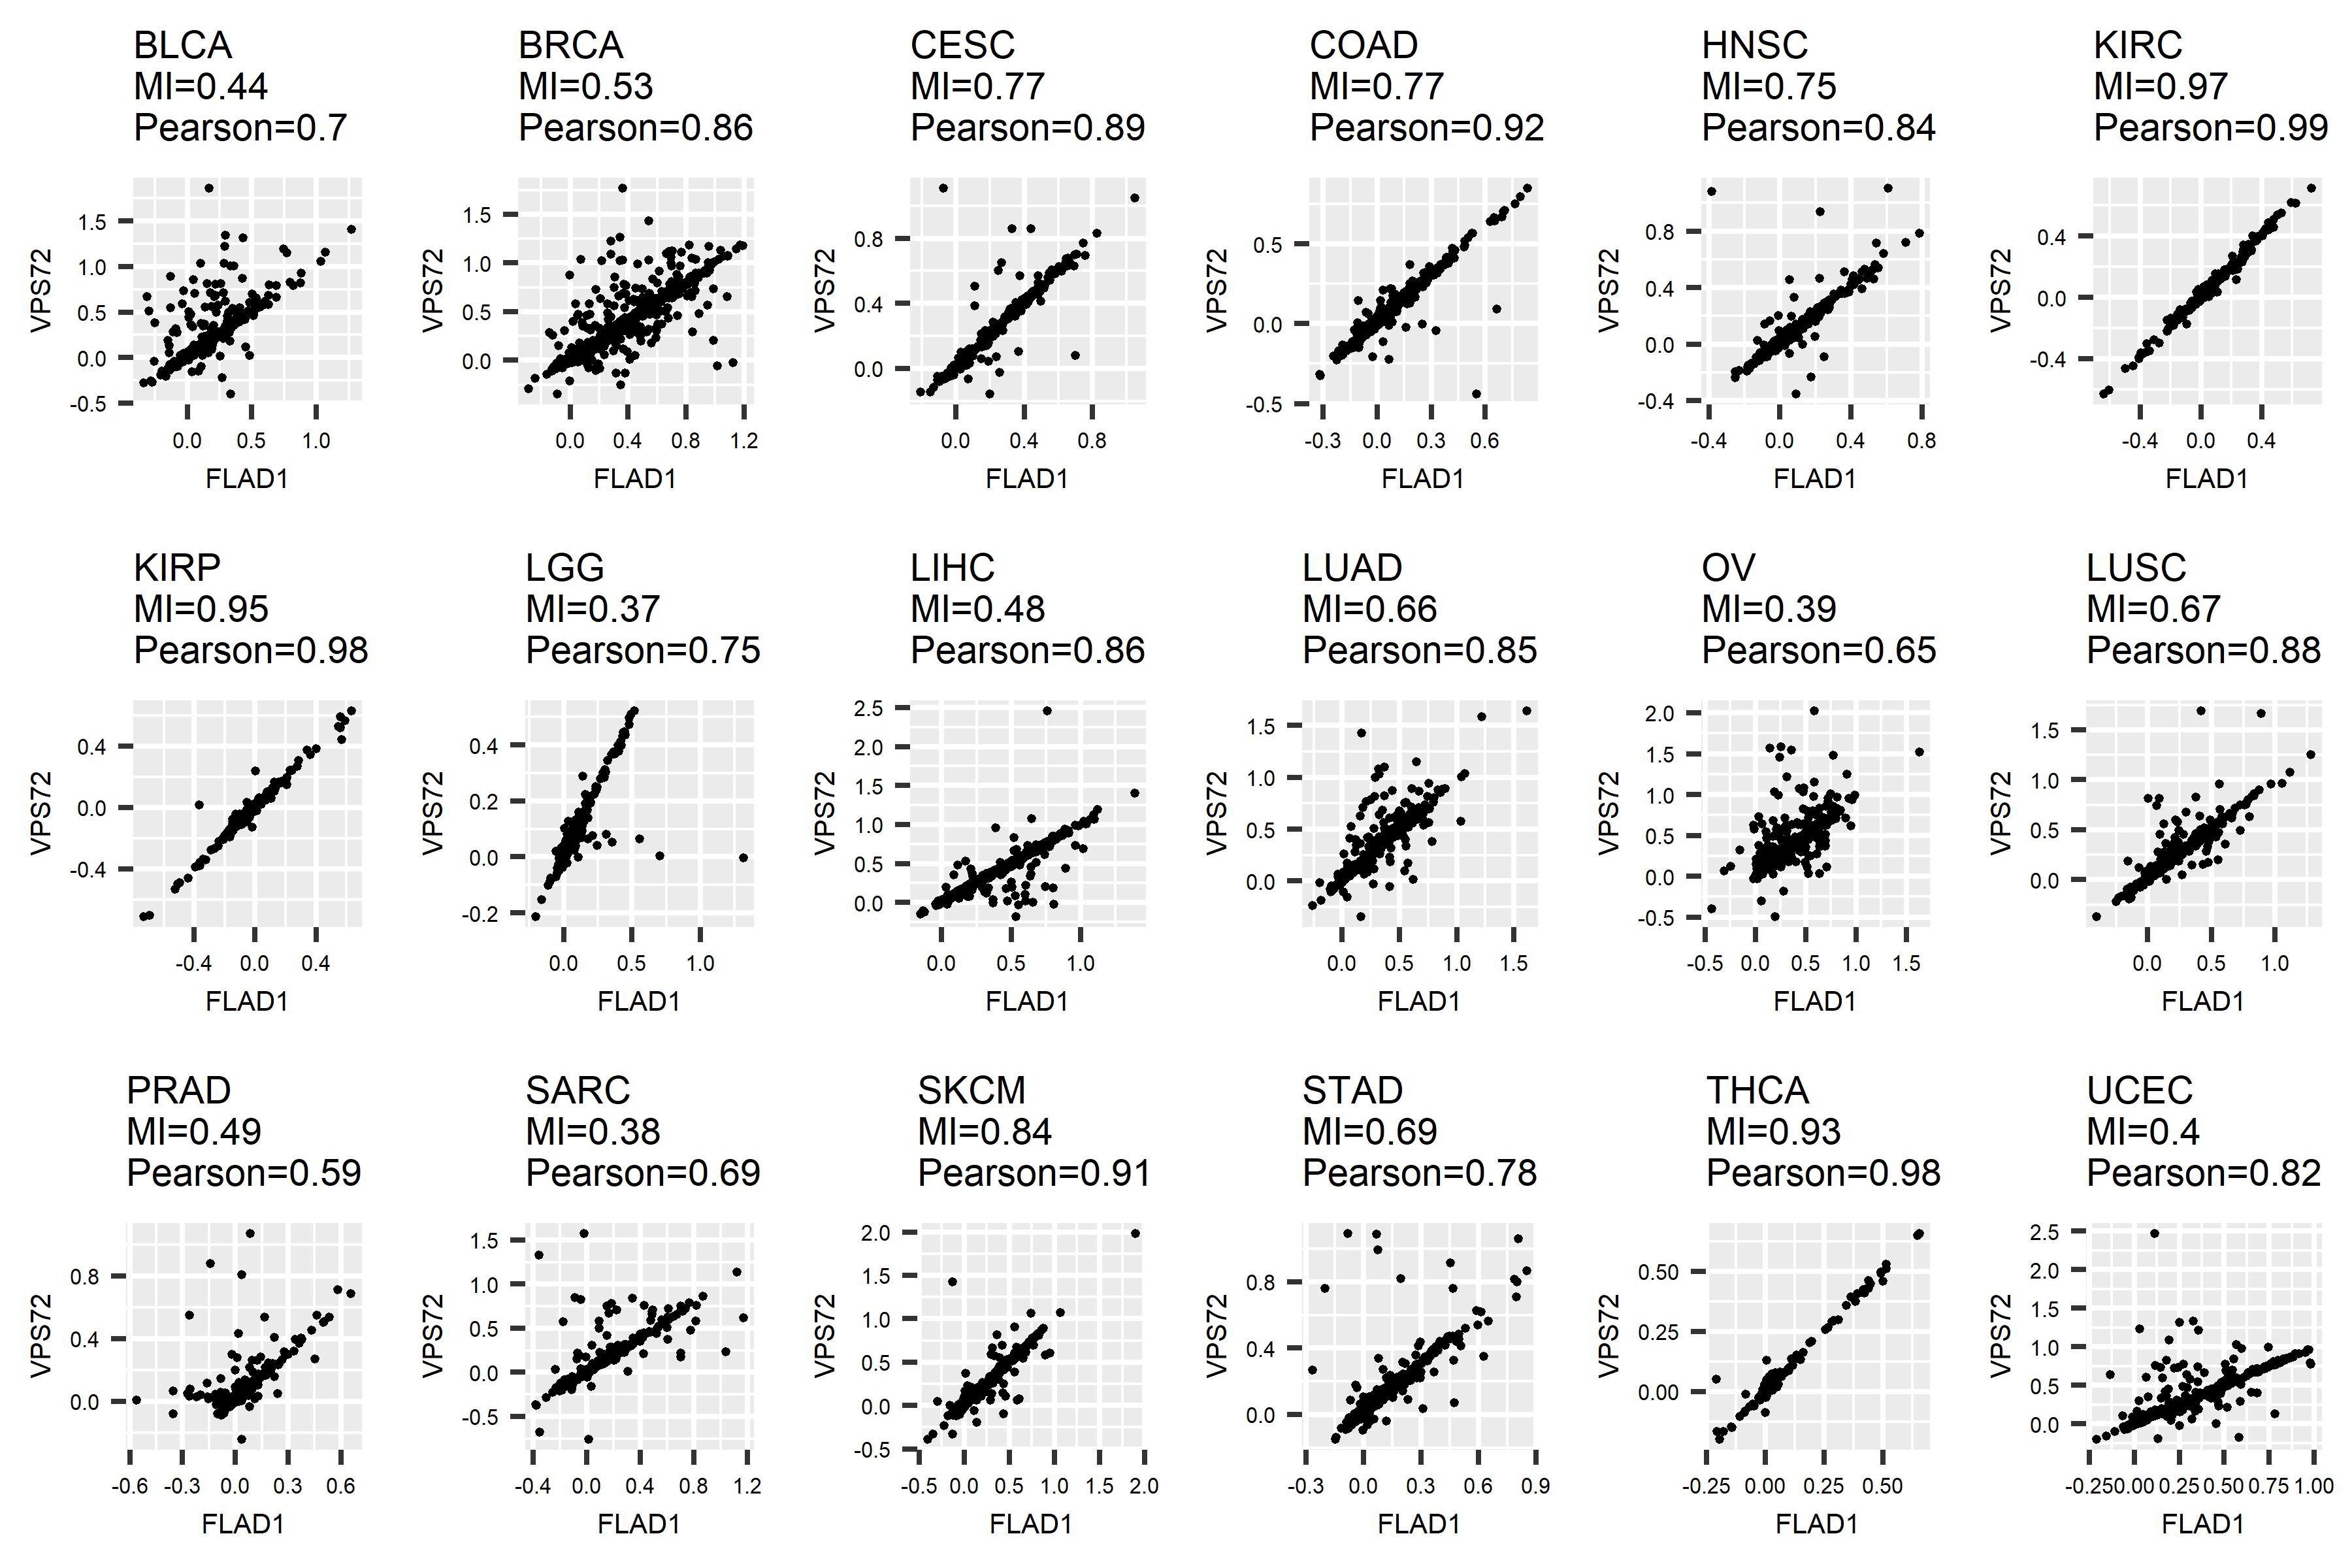 BLCA
MI=0.44
Pearson=0.7
VPS72
1.5
1.0
0.5
0.0
-0.5
0.0 0.5 1.0
FLAD1
BRCA
MI=0.53
Pearson=0.86
VPS72
1.5
1.0
0.5
0.0
0.0 0.4 0.8 1.2
FLAD1
CESC
MI=0.77
Pearson=0.89
VPS72
0.8
0.4
0.0
0.0 0.4 0.8
FLAD1
COAD
MI=0.77
Pearson=0.92
VPS72
0.5
0.0
-0.5
-0.3 0.0 0.3 0.6
FLAD1
HNSC
MI=0.75
Pearson=0.84
VPS72
0.8
0.4
0.0
-0.4
-0.4 0.0 0.4 0.8
FLAD1
KIRC
MI=0.97
Pearson=0.99
VPS72
0.4
0.0
-0.4
-0.4 0.0 0.4
FLAD1
KIRP
MI=0.95
Pearson=0.98
VPS72
0.4
0.0
-0.4
-0.4 0.0 0.4
FLAD1
LGG
MI=0.37
Pearson=0.75
VPS72
0.4
0.2
0.0
-0.2
0.0 0.5 1.0
FLAD1
LIHC
MI=0.48
Pearson=0.86
VPS72
2.5
2.0
1.5
1.0
0.5
0.0
0.0 0.5 1.0
FLAD1
LUAD
MI=0.66
Pearson=0.85
VPS72
1.5
1.0
0.5
0.0
0.0 0.5 1.0 1.5
FLAD1
OV
MI=0.39
Pearson=0.65
VPS72
2.0
1.5
1.0
0.5
0.0
-0.5
-0.5 0.0 0.5 1.0 1.5
FLAD1
LUSC
MI=0.67
Pearson=0.88
VPS72
1.5
1.0
0.5
0.0
0.0 0.5 1.0
FLAD1
PRAD
MI=0.49
Pearson=0.59
VPS72
0.8
0.4
0.0
-0.6 -0.3 0.0 0.3 0.6
FLAD1
SARC
MI=0.38
Pearson=0.69
VPS72
1.5
1.0
0.5
0.0
-0.5
-0.4 0.0 0.4 0.8 1.2
FLAD1
SKCM
MI=0.84
Pearson=0.91
VPS72
2.0
1.5
1.0
0.5
0.0
-0.5
-0.5 0.0 0.5 1.0 1.5 2.0
FLAD1
STAD
MI=0.69
Pearson=0.78
VPS72
0.8
0.4
0.0
-0.3 0.0 0.3 0.6 0.9
FLAD1
THCA
MI=0.93
Pearson=0.98
VPS72
0.50
0.25
0.00
-0.25 0.00 0.25 0.50
FLAD1
UCEC
MI=0.4
Pearson=0.82
VPS72
2.5
2.0
1.5
1.0
0.5
0.0
-0.25 0.00 0.25 0.50 0.75 1.00
FLAD1